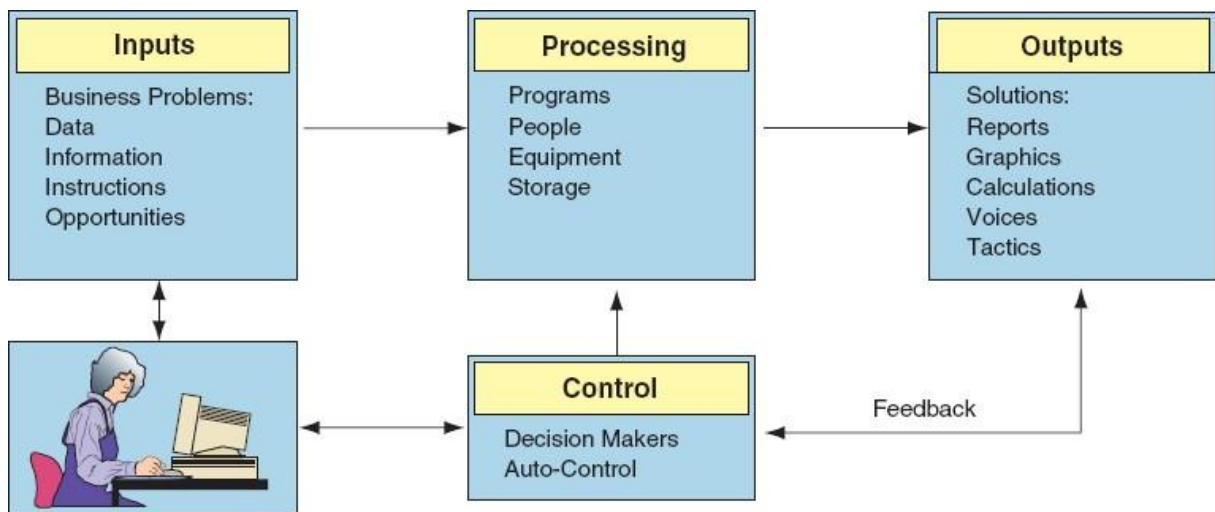 Inputs
Business Problems:
Data
Information
Instructions
Opportunities
Processing
Programs
People
Equipment
Storage
Outputs
Solutions:
Reports
Graphics
Calculations
Voices
Tactics
Control
Decision Makers
Auto-Control
Feedback